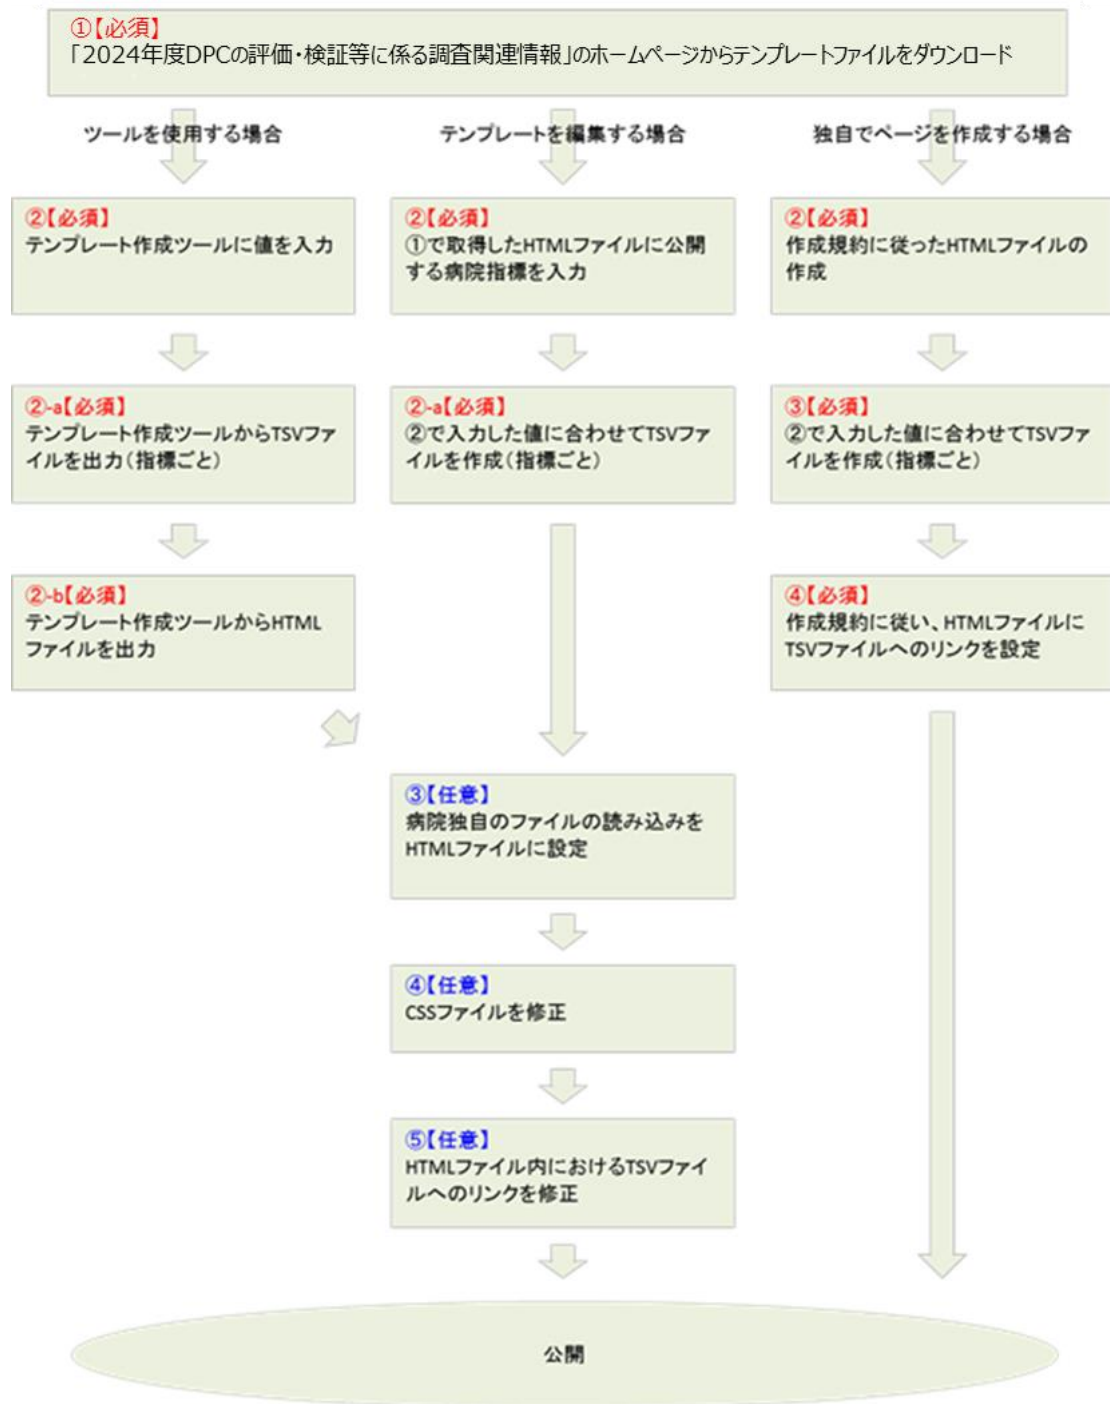 ①【必須】
「2024年度DPCの評価・検証等に係る調査関連情報」のホームページからテンプレートファイルをダウンロード
ツールを使用する場合
テンプレートを編集する場合
独自でページを作成する場合
②【必須】
テンプレート作成ツールに値を入力
②【必須】
①で取得したHTMLファイルに公開
する病院指標を入力
②【必須】
作成規約に従ったHTMLファイルの
作成
②-a【必須】
テンプレート作成ツールからTSVファ
イルを出力（指標ごと）
②-a【必須】
②で入力した値に合わせてTSVファ
イルを作成（指標ごと）
③【必須】
②で入力した値に合わせてTSVファ
イルを作成（指標ごと）
②-b【必須】
テンプレート作成ツールからHTML
ファイルを出力
④【必須】
作成規約に従い、HTMLファイルに
TSVファイルへのリンクを設定
③【任意】
病院独自のファイルの読み込みを
HTMLファイルに設定
④【任意】
CSSファイルを修正
⑤【任意】
HTMLファイル内におけるTSVファイ
ルへのリンクを修正
公開